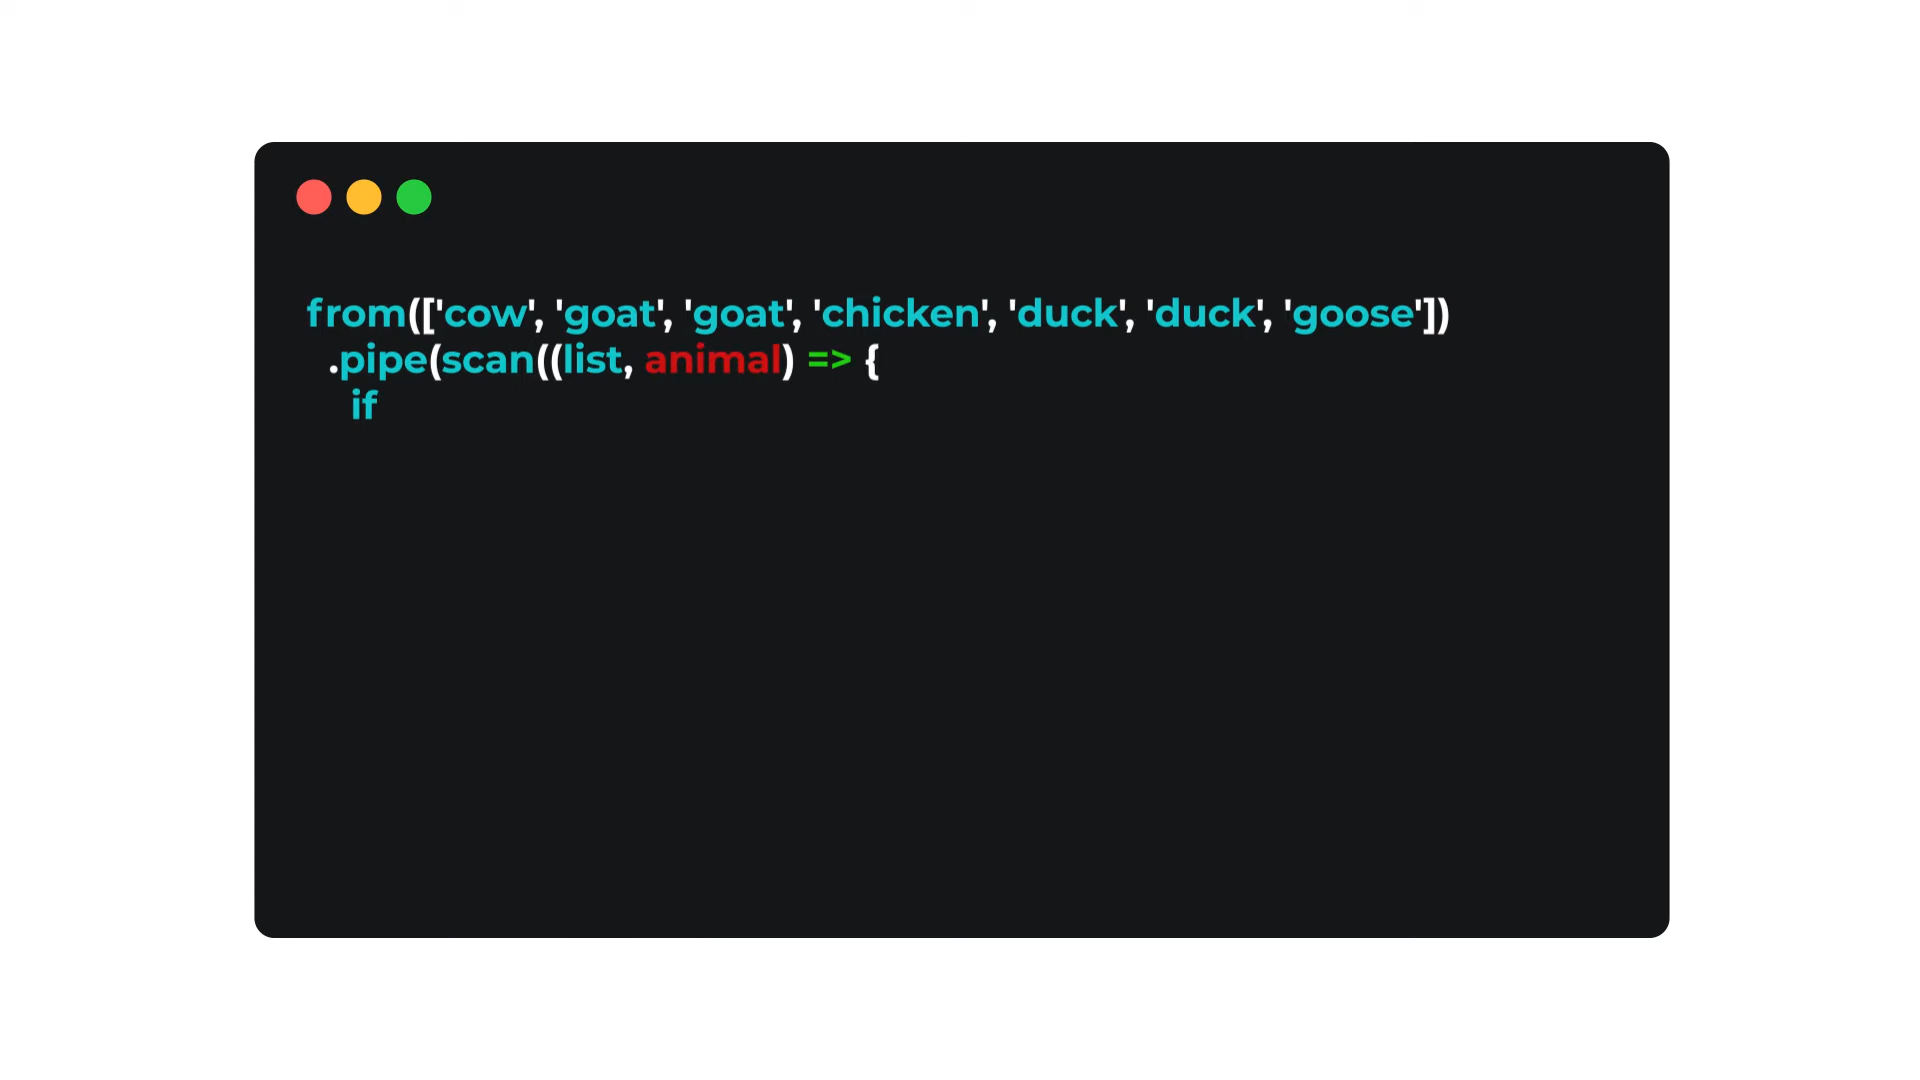 from(['cow', 'goat', 'goat', 'chicken', 'duck', 'duck', 'goose'])
.pipe(scan((list, animal) => {
if